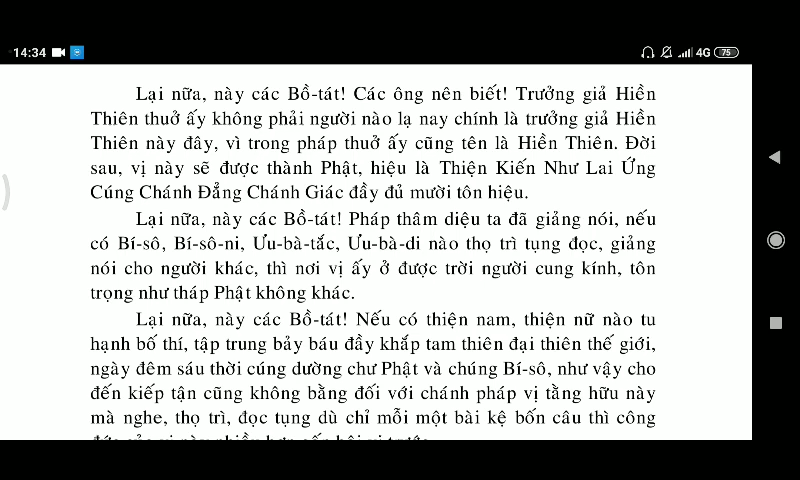 14:34
4G 75
Lại nữa, này các Bồ-tát! Các ông nên biết! Trưởng giả Hiền
Thiên thuở ấy không phải người nào lạ nay chính là trưởng giả Hiền
Thiên này đây, vì trong pháp thuở ấy cũng tên là Hiền Thiên. Đời
sau, vị này sẽ được thành Phật, hiệu là Thiện Kiến Như Lai Ứng
Cúng Chánh Đẳng Chánh Giác đầy đủ mười tôn hiệu.
Lại nữa, này các Bồ-tát! Pháp thâm diệu ta đã giảng nói, nếu
có Bí-sô, Bí-sô-ni, Ưu-bà-tắc, Ưu-bà-di nào thọ trì tụng đọc, giảng
nói cho người khác, thì nơi vị ấy ở được trời người cung kính, tôn
trọng như tháp Phật không khác.
Lại nữa, này các Bồ-tát! Nếu có thiện nam, thiện nữ nào tu
hạnh bố thí, tập trung bảy báu đầy khắp tam thiên đại thiên thế giới,
ngày đêm sáu thời cúng dường chư Phật và chúng Bí-sô, như vậy cho
đến kiếp tận cũng không bằng đối với chánh pháp vị tằng hữu này
mà nghe, thọ trì, đọc tụng dù chỉ mỗi một bài kệ bốn câu thì công